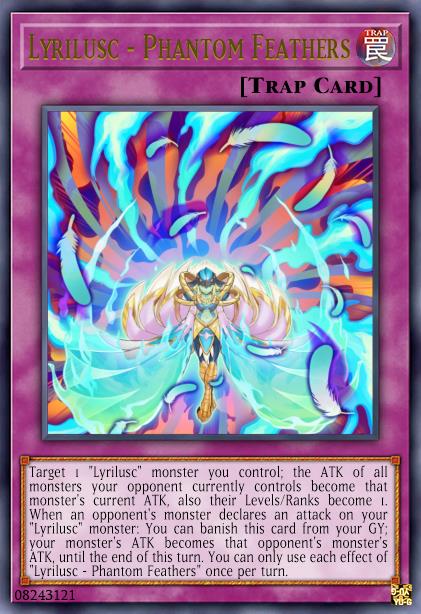 Lyrilusc - Phantom Feathers
TRAP
罠
[Trap Card]
Target 1 "Lyrilusc" monster you control; the ATK of all
monsters your opponent currently controls become that
monster's current ATK, also their Levels/Ranks become 1.
When an opponent's monster declares an attack on your
"Lyrilusc" monster: You can banish this card from your GY;
your monster's ATK becomes that opponent's monster's
ATK, until the end of this turn. You can only use each effect of
"Lyrilusc - Phantom Feathers" once per turn.
08243121